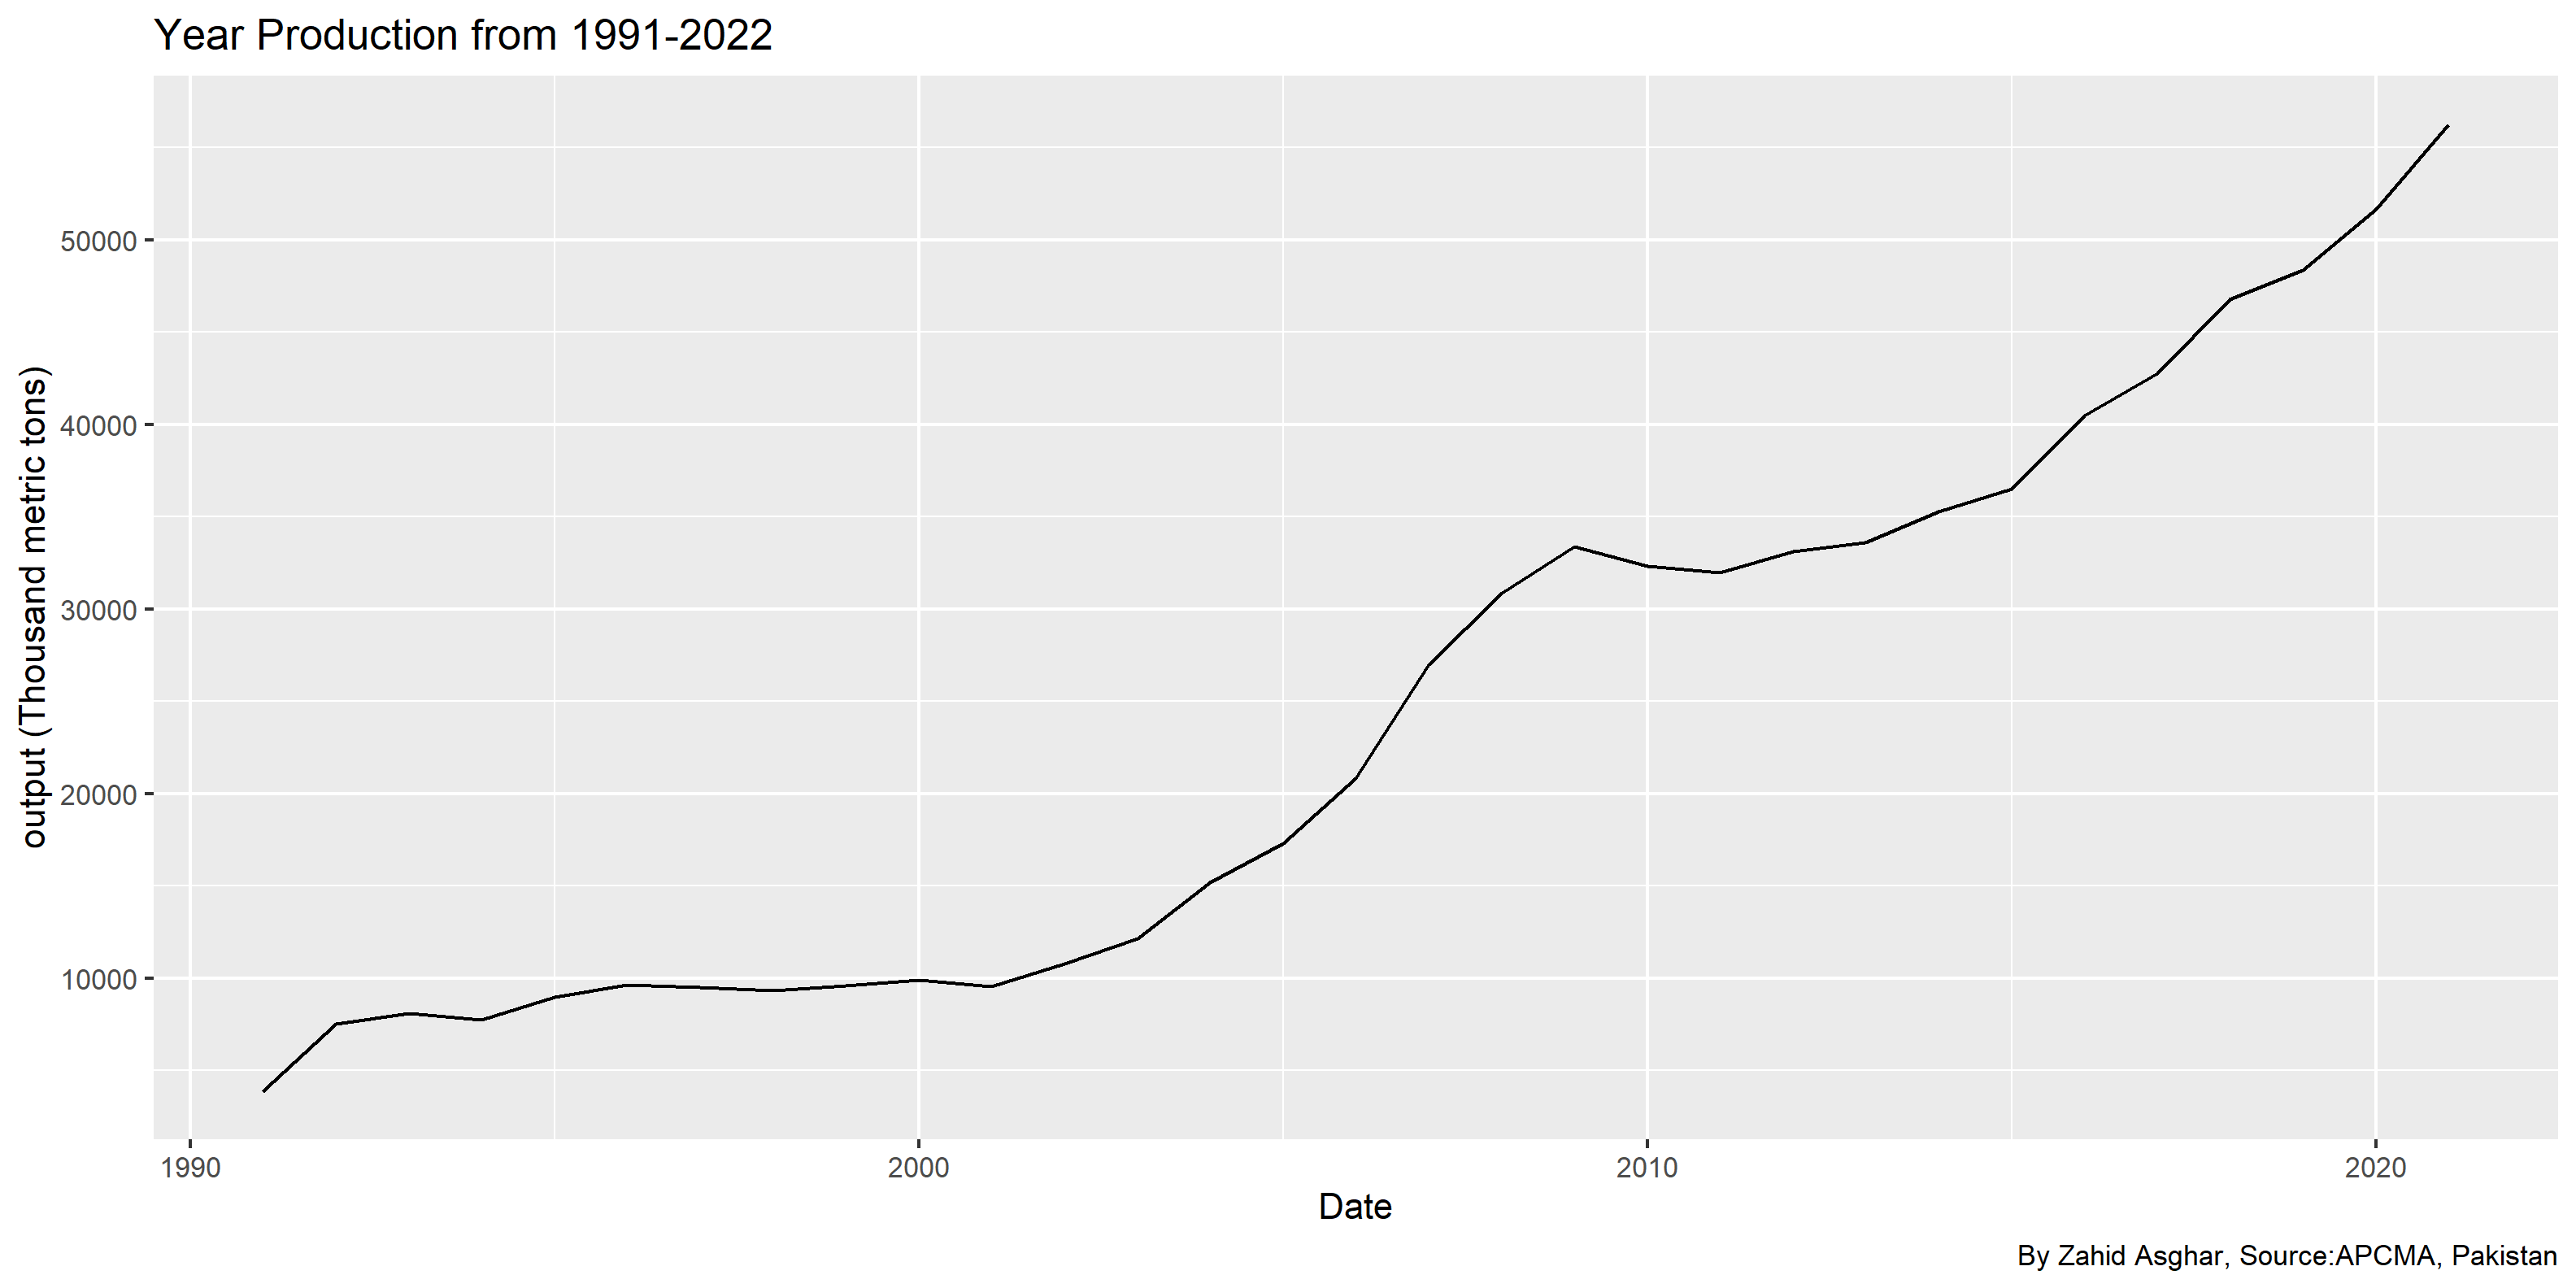 Year Production from 1991-2022
output (Thousand metric tons)
50000
40000
30000
20000
10000
1990
2000
2010
2020
Date
By Zahid Asghar, Source:APCMA, Pakistan